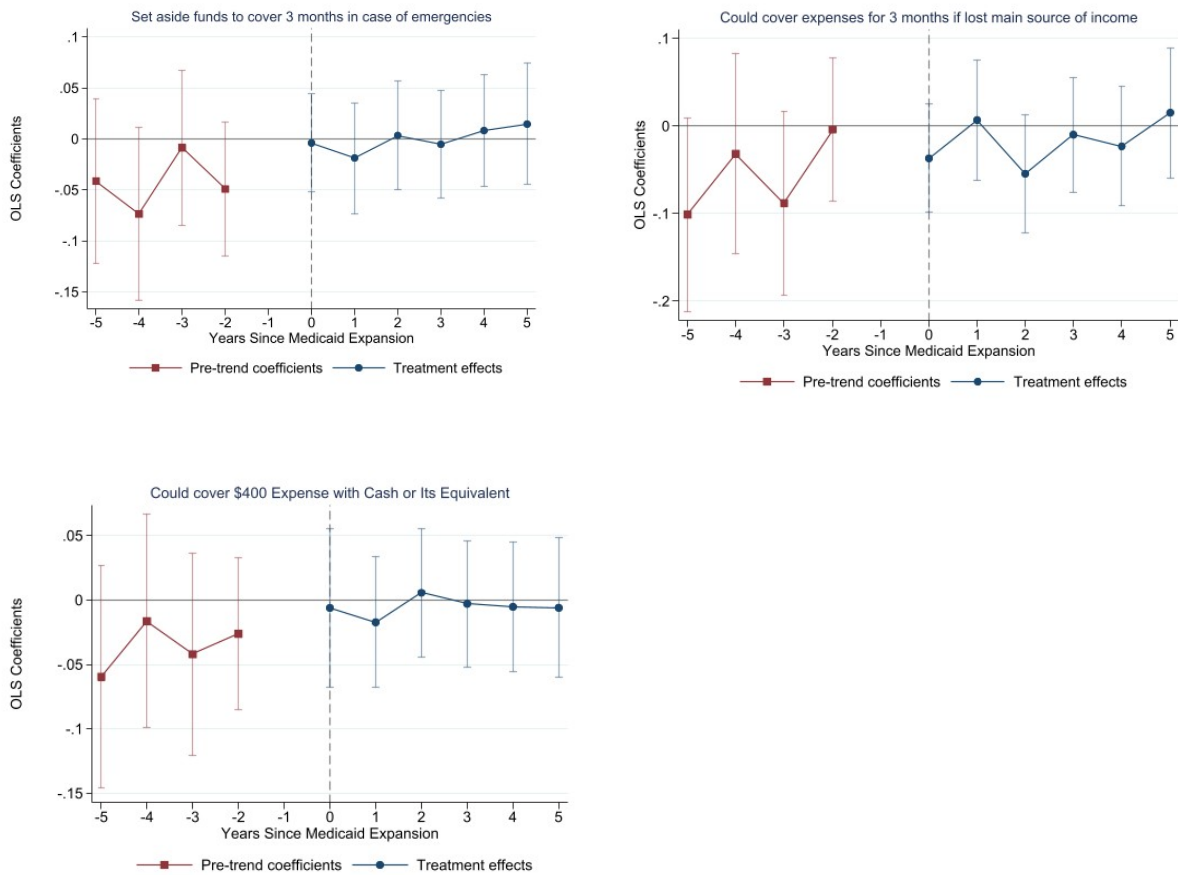 Set aside funds to cover 3 months in case of emergencies
.1
.05
0
-.05
-.1
-.15
OLS Coefficients
-5 -4 -3 -2 -1 0 1 2 3 4 5
Years Since Medicaid Expansion
Pre-trend coefficients Treatment effects
Could cover expenses for 3 months if lost main source of income
.1
0
-.1
-.2
OLS Coefficients
-5 -4 -3 -2 -1 0 1 2 3 4 5
Years Since Medicaid Expansion
Pre-trend coefficients Treatment effects
Could cover $400 Expense with Cash or Its Equivalent
.05
0
-.05
-.1
-.15
OLS Coefficients
-5 -4 -3 -2 -1 0 1 2 3 4 5
Years Since Medicaid Expansion
Pre-trend coefficients Treatment effects